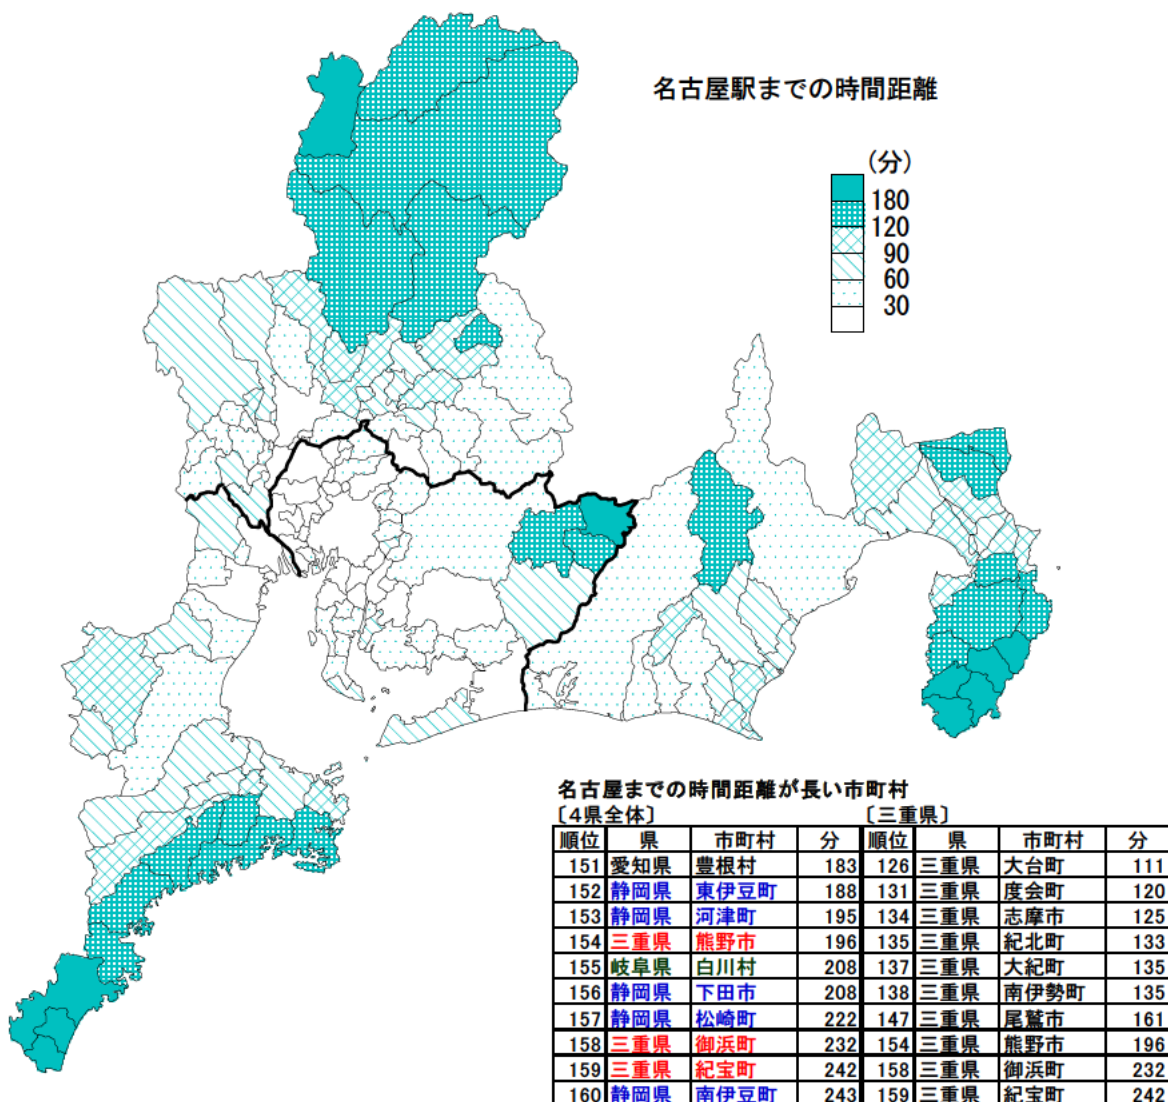 名古屋駅までの時間距離
(分)
180
120
90
60
30
名古屋までの時間距離が長い市町村
〔4県全体〕 〔三重県〕
順位 県 市町村 分 順位 県 市町村 分
151 愛知県 豊根村 183 126 三重県 大台町 111
152 静岡県 東伊豆町 188 131 三重県 度会町 120
153 静岡県 河津町 195 134 三重県 志摩市 125
154 三重県 熊野市 196 135 三重県 紀北町 133
155 岐阜県 白川村 208 137 三重県 大紀町 135
156 静岡県 下田市 208 138 三重県 南伊勢町 135
157 静岡県 松崎町 222 147 三重県 尾鷲市 161
158 三重県 御浜町 232 154 三重県 熊野市 196
159 三重県 紀宝町 242 158 三重県 御浜町 232
160 静岡県 南伊豆町 243 159 三重県 紀宝町 242